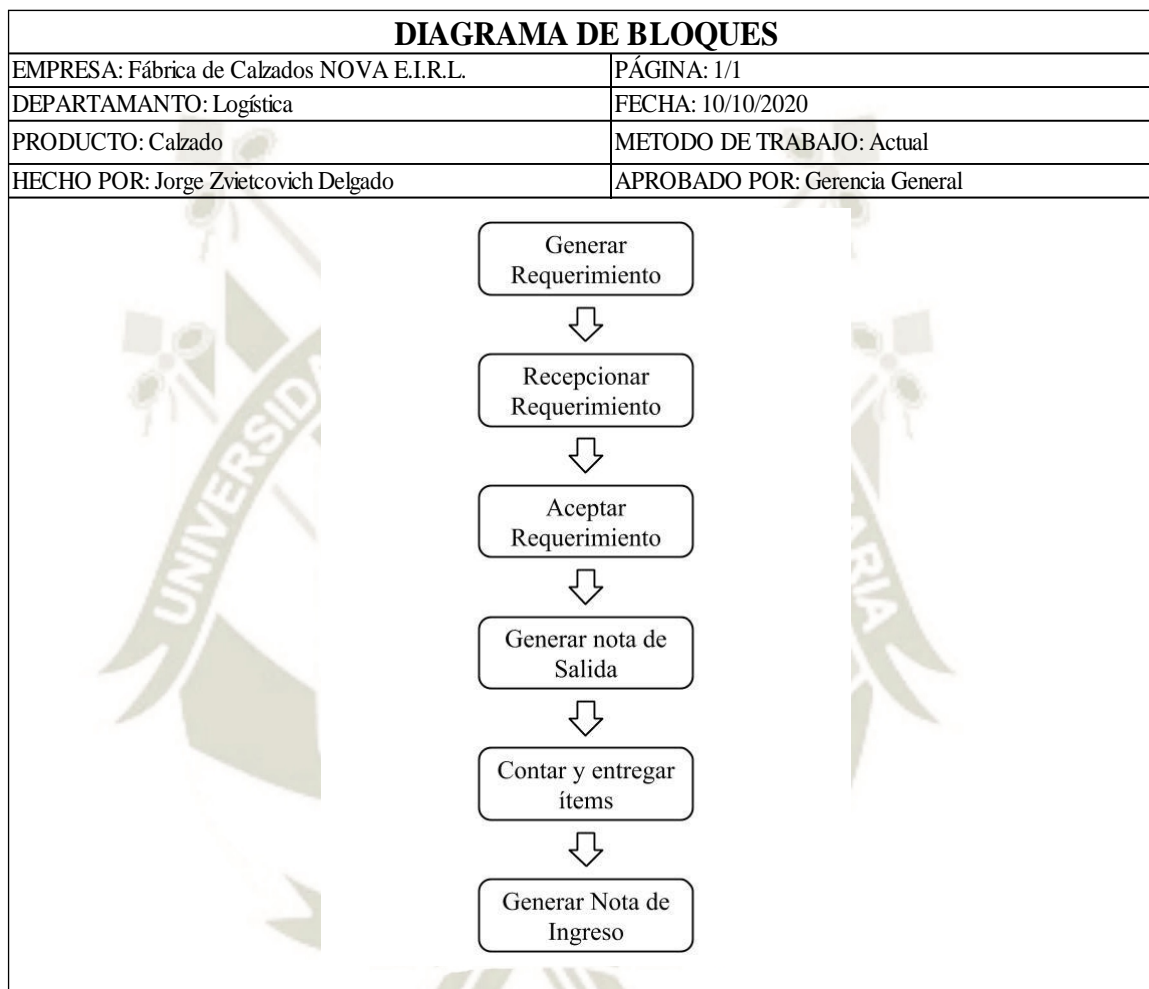 DIAGRAMA DE BLOQUES
EMPRESA: Fábrica de Calzados NOVA E.I.R.L.
PÁGINA: 1/1
DEPARTAMANTO: Logística
FECHA: 10/10/2020
PRODUCTO: Calzado
METODO DE TRABAJO: Actual
HECHO POR: Jorge Zvietcovich Delgado
APROBADO POR: Gerencia General
Generar
Requerimiento
Recepcionar
Requerimiento
Aceptar
Requerimiento
Generar nota de
Salida
Contar y entregar
ítems
Generar Nota de
Ingreso